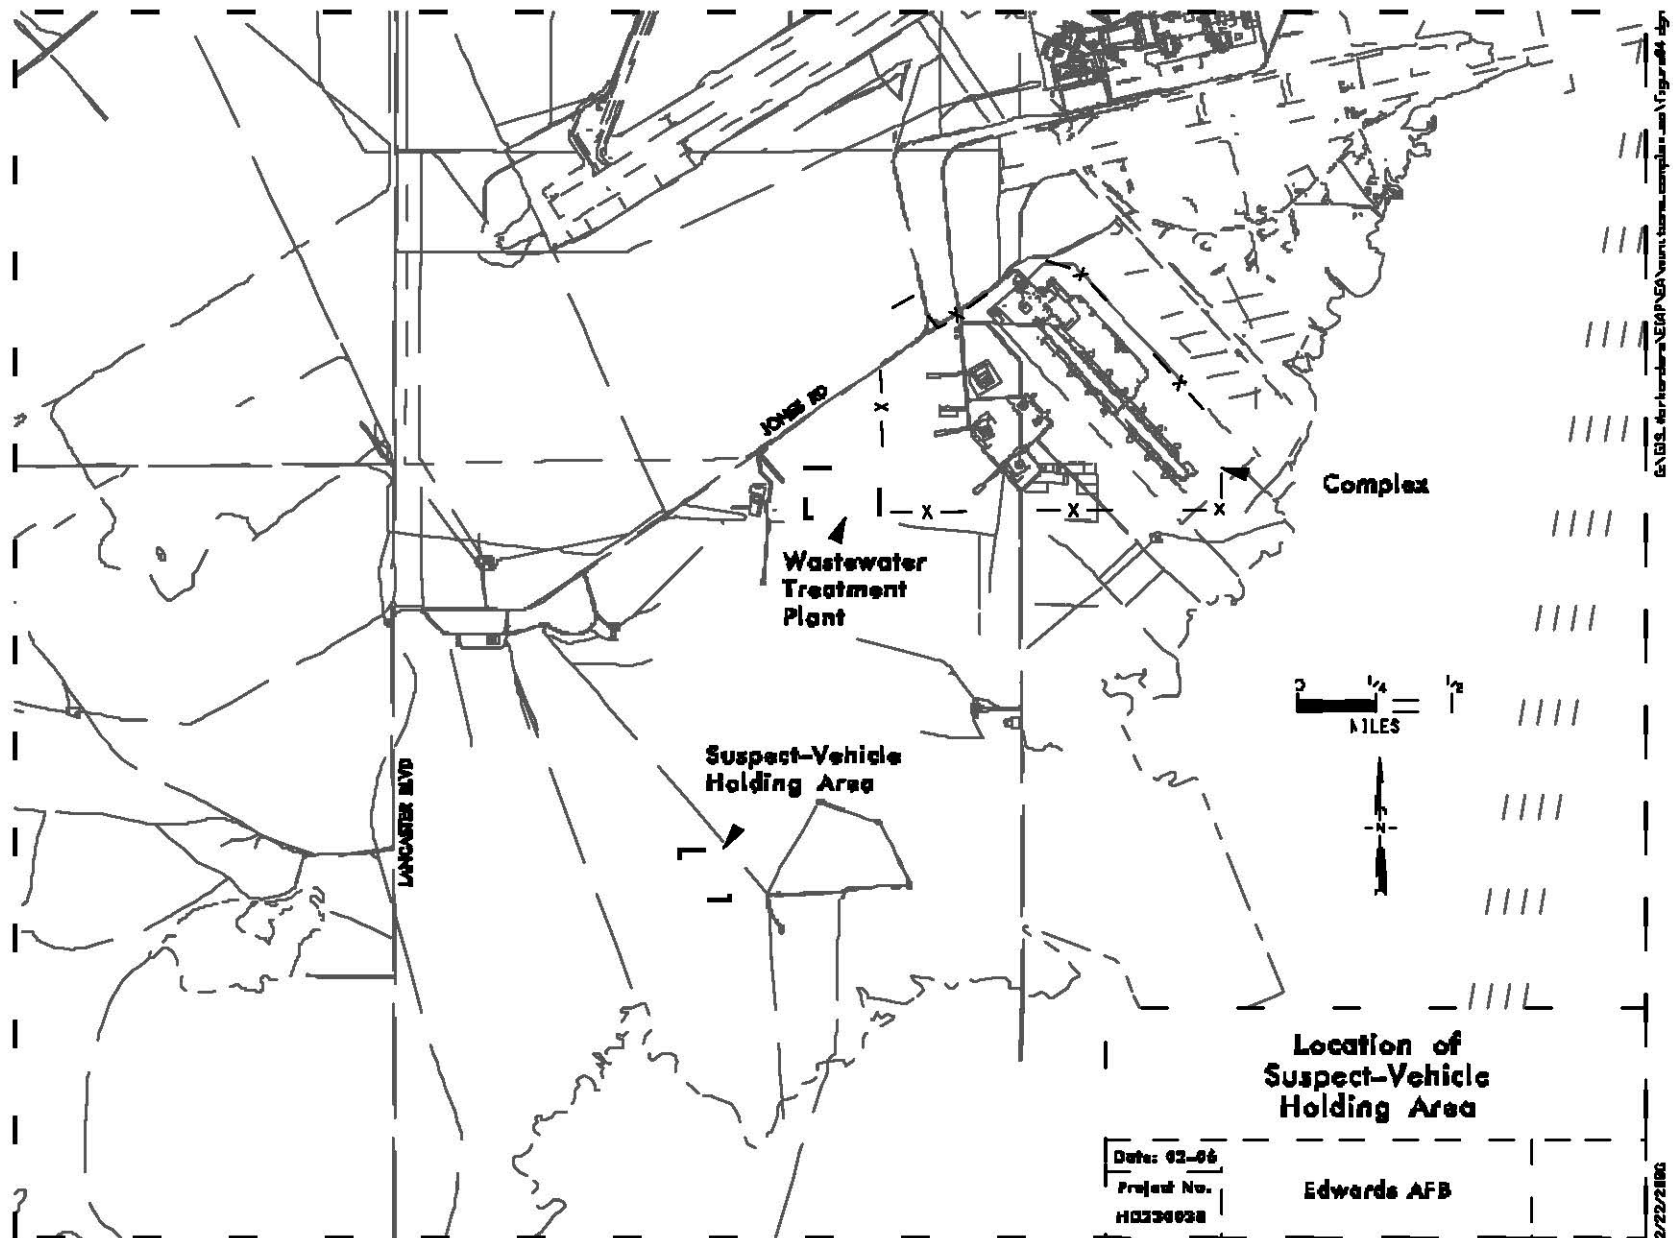 JONES RD
Complex
Wastewater
Treatment
Plant
0 1/4 1/2
MILES
Suspect-Vehicle
Holding Area
LANCASTER BLVD
N
Location of
Suspect-Vehicle
Holding Area
Date: 02-06
Project No.
Edwards AFB
X
X
X
X
X
X
X